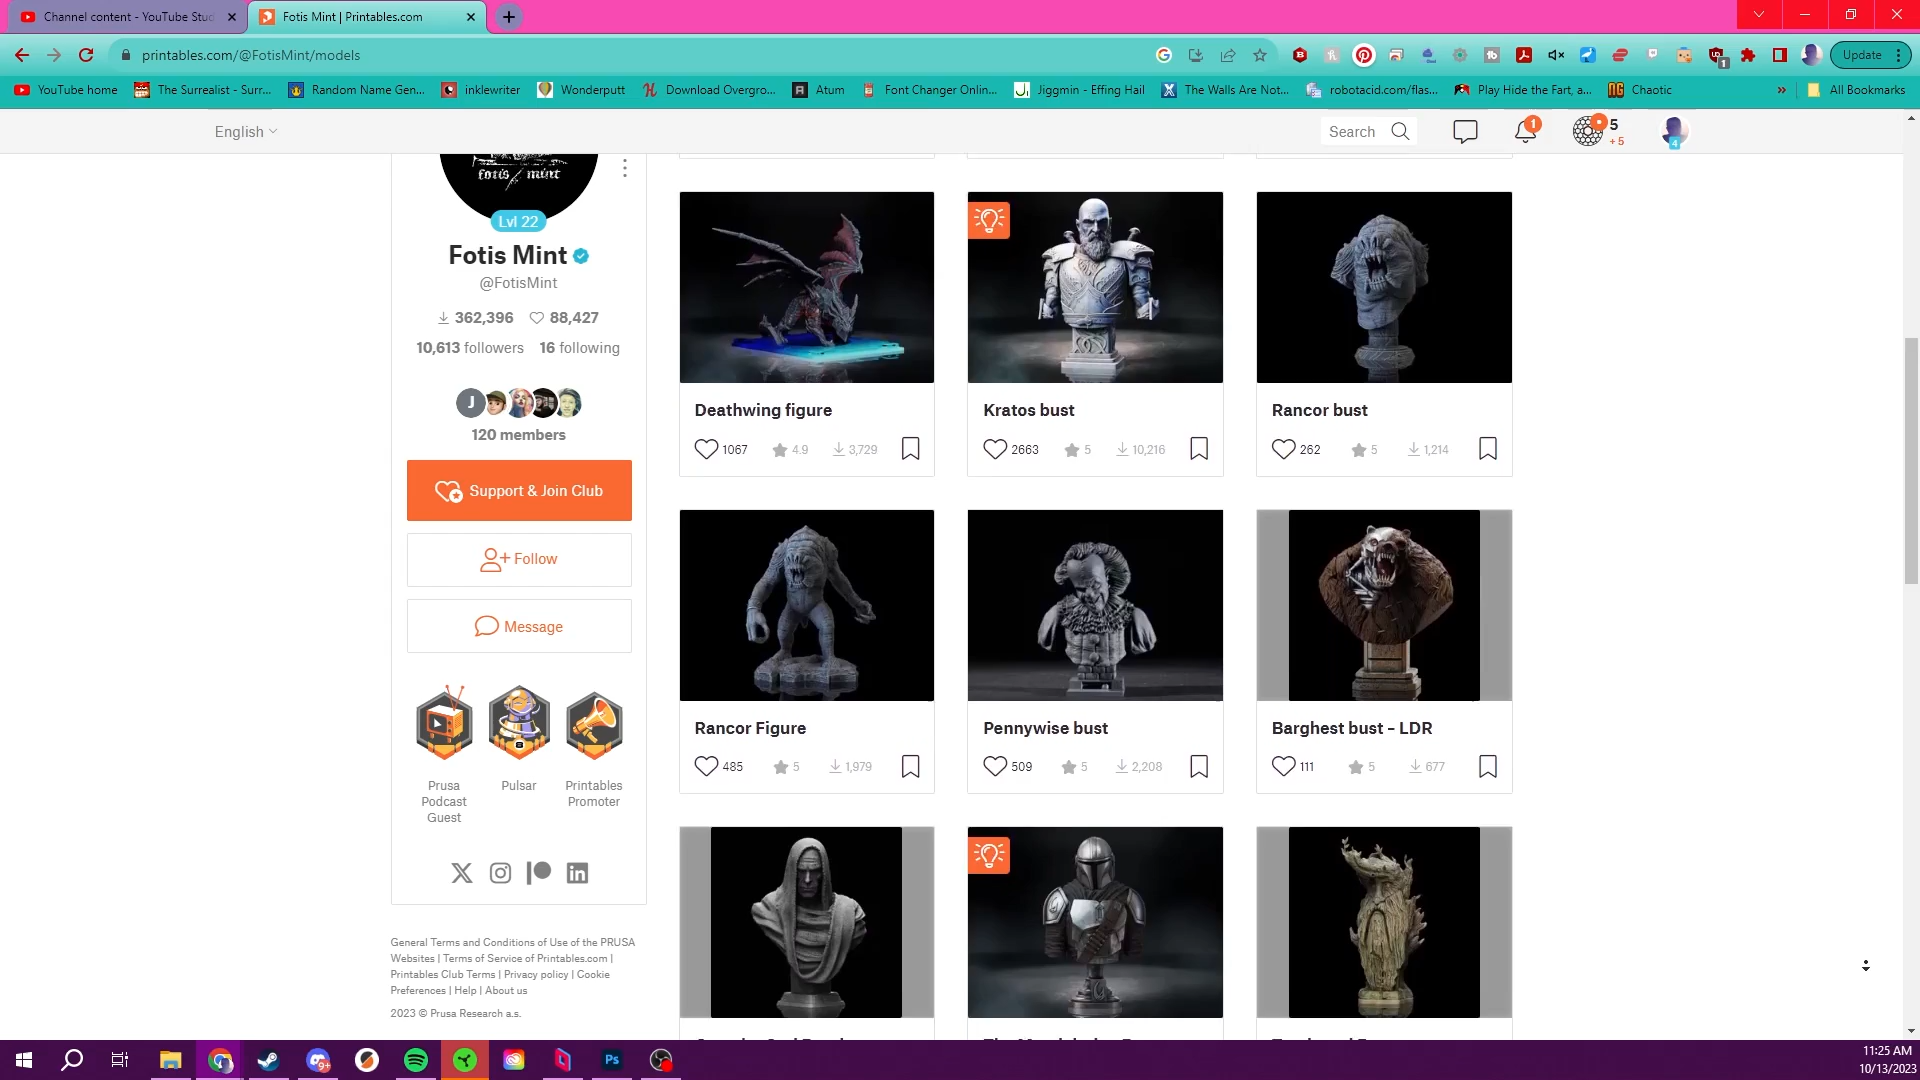 Channel content - YouTube Stud
Fotis Mint | Printables.com
printables.com/@FotisMint/models
1
Update
YouTube home
The Surrealist - Surr...
Random Name Gen...
inklewriter
Wonderputt
Download Overgro...
Atum
Font Changer Onlin...
Jiggmin - Effing Hail
The Walls Are Not...
robotacid.com/flas...
Play Hide the Fart, a...
Chaotic
»
All Bookmarks
English
Search
1
5
+5
4
fotis mint
Lvl 22
Fotis Mint
@FotisMint
362,396 88,427
10,613 followers 16 following
J
120 members
Support & Join Club
Follow
Message
Prusa
Podcast
Guest
Pulsar
Printables
Promoter
General Terms and Conditions of Use of the PRUSA
Websites | Terms of Service of Printables.com |
Printables Club Terms | Privacy policy | Cookie
Preferences | Help | About us
2023 © Prusa Research a.s.
Deathwing figure
1067 4.9 3,729
Kratos bust
2663 5 10,216
Rancor bust
262 5 1,214
Rancor Figure
485 5 1,979
Pennywise bust
509 5 2,208
Barghest bust – LDR
111 5 677
9+
Ps
11:25 AM
10/13/2023